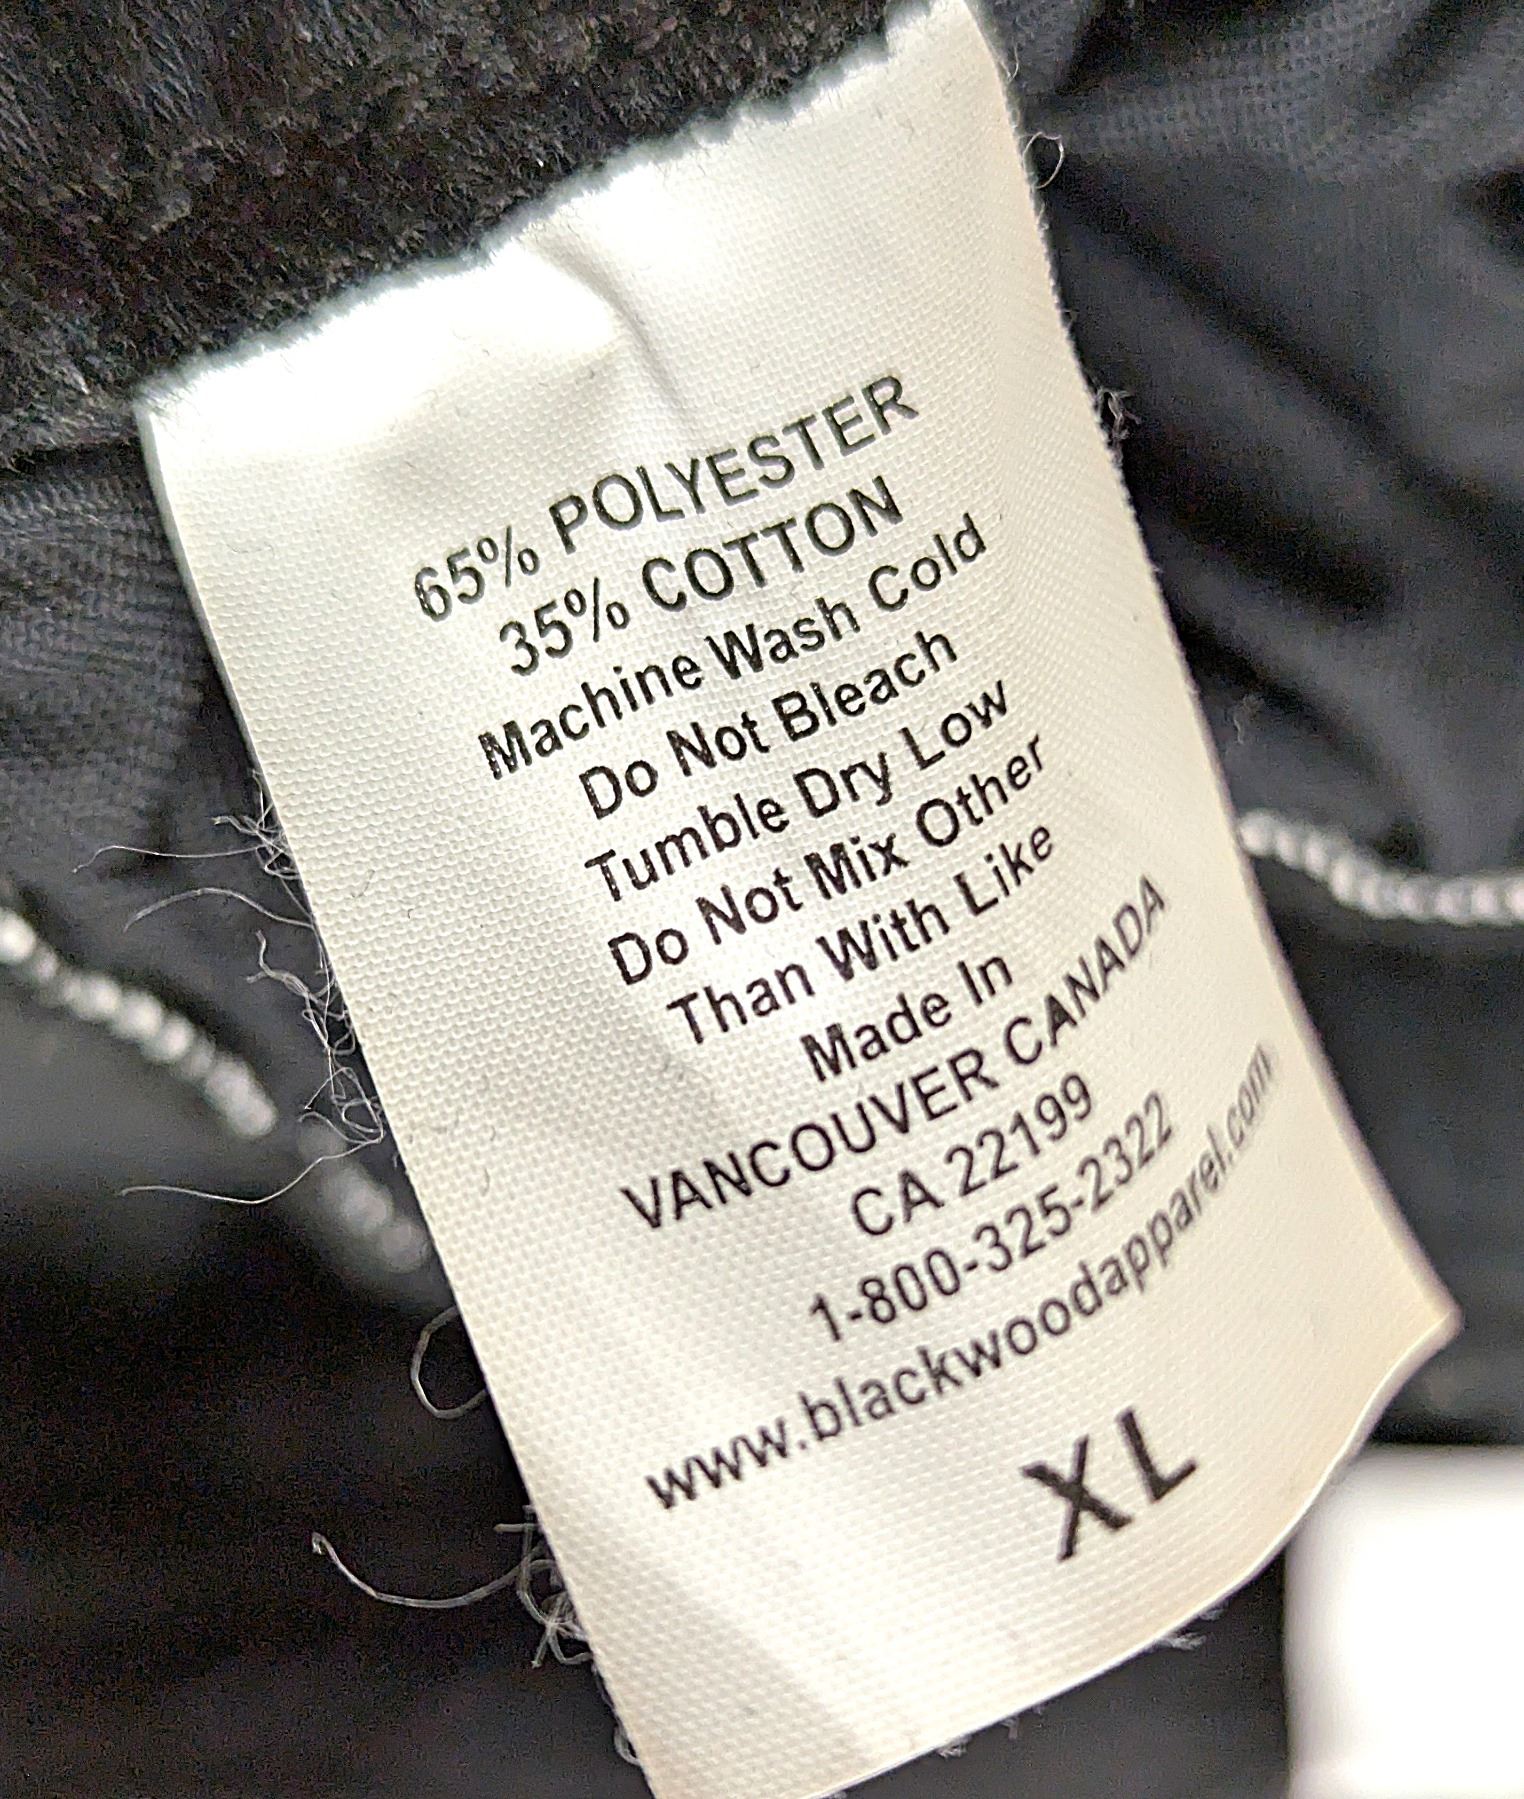 65% POLYESTER
35% COTTON
Machine Wash Cold
Do Not Bleach
Tumble Dry Low
Do Not Mix Other
Than With Like
Made In
VANCOUVER CANADA
CA 22199
1-800-325-2322
www.blackwoodapparel.com
XL